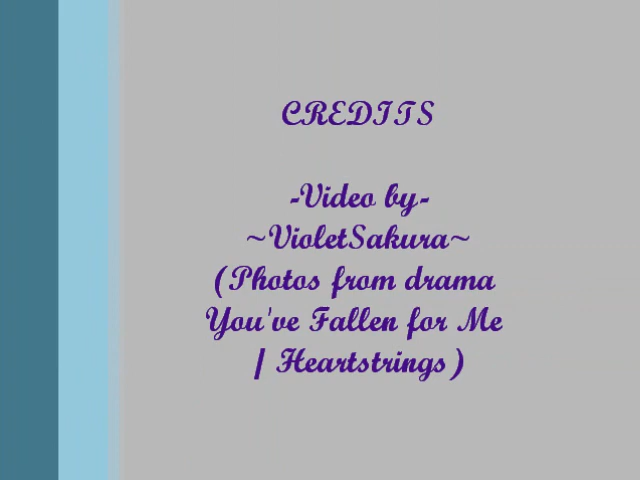 CREDITS
-Video by-
~VioletSakura~
(Photos from drama
You've Fallen for Me
/ Heartstrings)